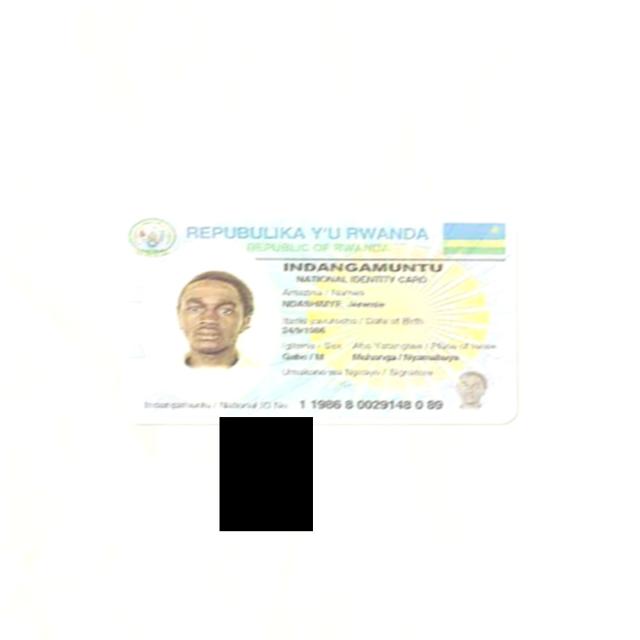 REPUBULIKA Y'U RWANDA
REPUBLIC OF RWANDA
INDANGAMUNTU
NATIONAL IDENTITY CARD
Amazina / Names
NDASHIMYE,
Itariki yavutseho / Date of Birth
24/9/1986
Igitsina - Sex Aho Yatangiwe / Place of Issue
Gabo / M Muhanga / Nyamabuye
Umukono wa Nyirayo / Signature
Indangamuntu / National ID No. 1 1986 8 0029148 0 89